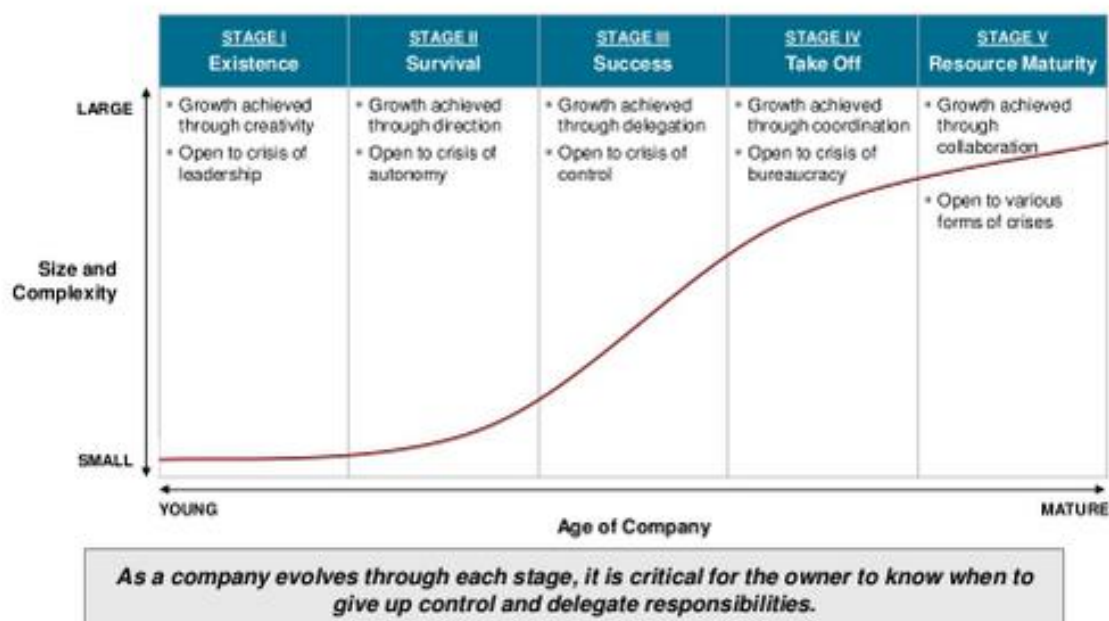 STAGE I
Existence
STAGE II
Survival
STAGE III
Success
STAGE IV
Take Off
STAGE V
Resource Maturity
LARGE
• Growth achieved
through creativity
• Open to crisis of
leadership
• Growth achieved
through direction
• Open to crisis of
autonomy
• Growth achieved
through delegation
• Open to crisis of
control
• Growth achieved
through coordination
• Open to crisis of
bureaucracy
• Growth achieved
through
collaboration
• Open to various
forms of crises
Size and
Complexity
SMALL
YOUNG
MATURE
Age of Company
As a company evolves through each stage, it is critical for the owner to know when to
give up control and delegate responsibilities.